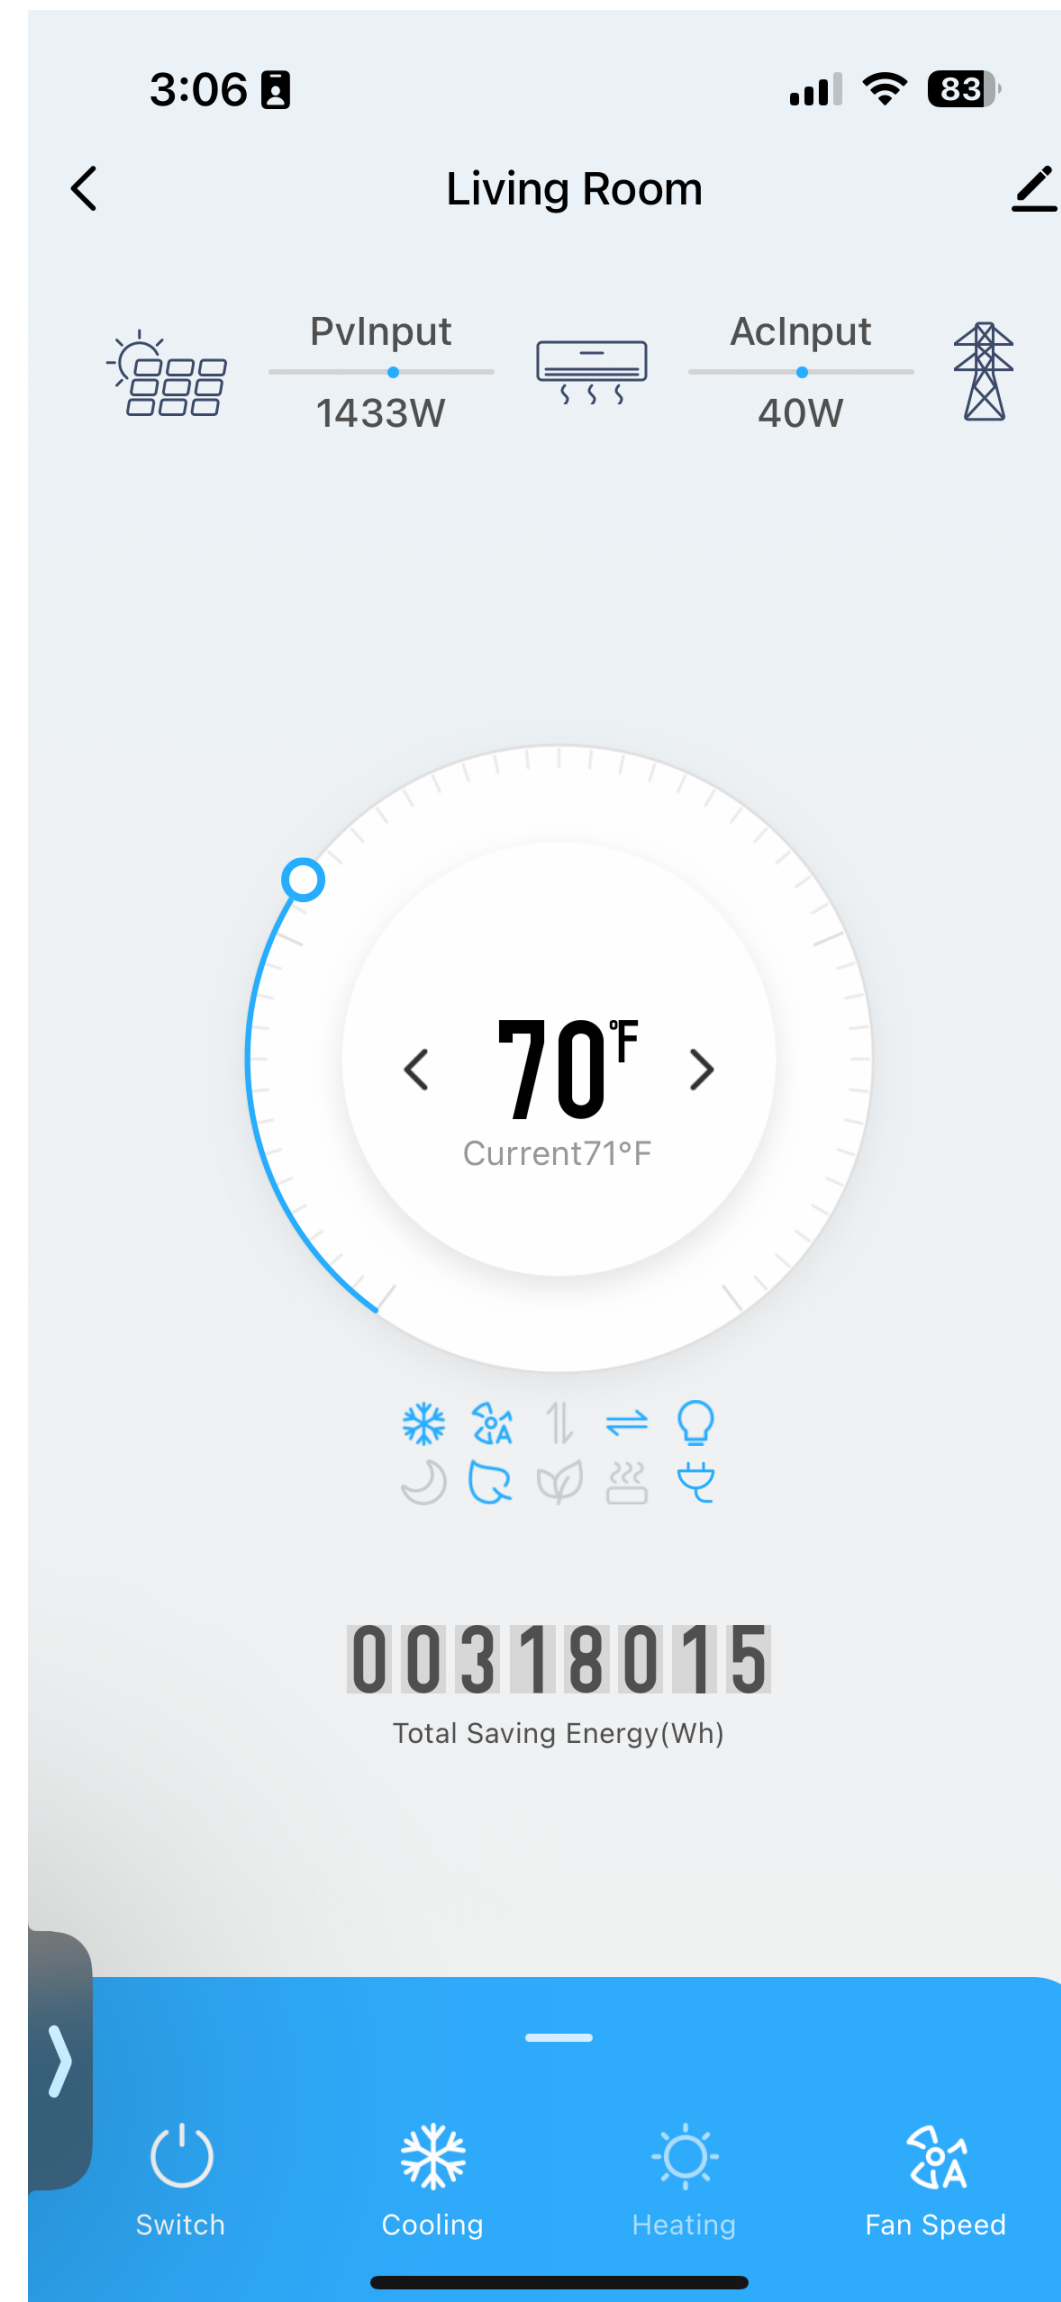 3:06 83
Living Room
PvInput AcInput
1433W 40W
70°F
Current71°F
A
00318015
Total Saving Energy(Wh)
A
Switch Cooling Heating Fan Speed